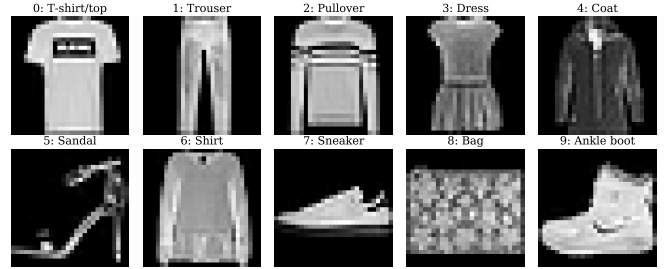 0: T-shirt/top 1: Trouser 2: Pullover 3: Dress 4: Coat
5: Sandal 6: Shirt 7: Sneaker 8: Bag 9: Ankle boot